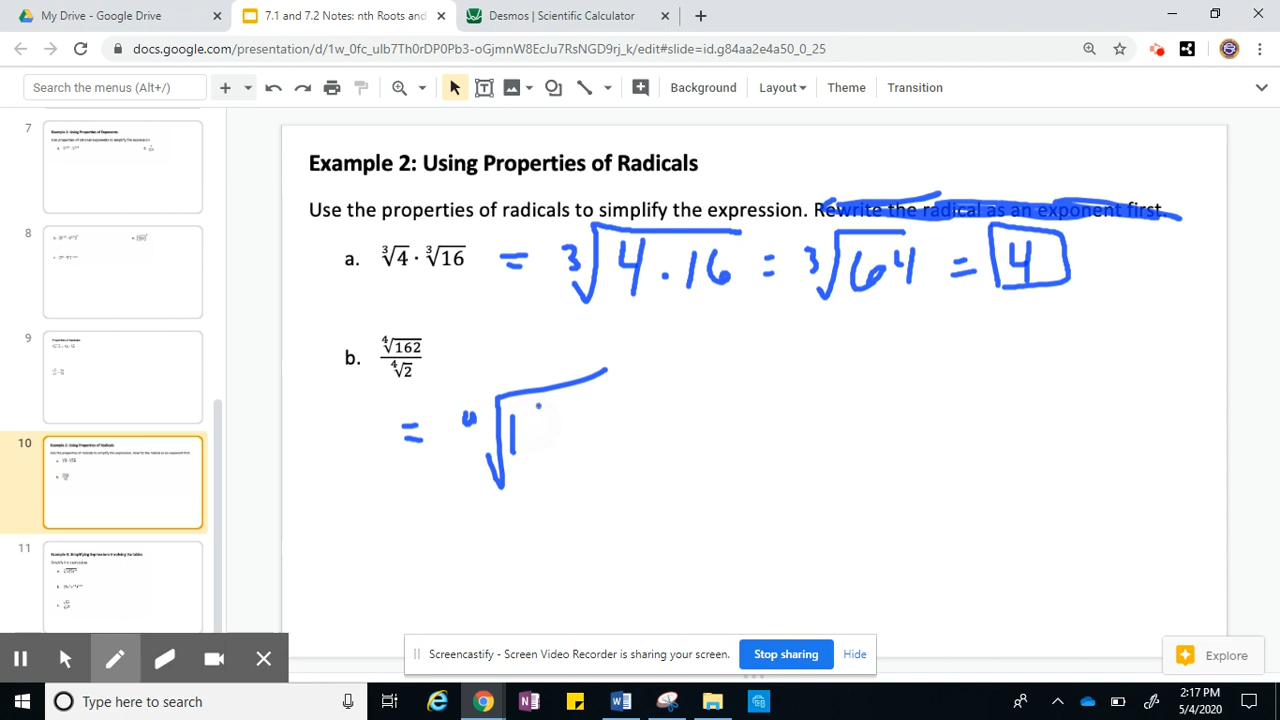 My Drive - Google Drive
7.1 and 7.2 Notes: nth Roots and
Desmos | Scientific Calculator
docs.google.com/presentation/d/1w_0fc_ulb7Th0rDP0Pb3-oGjmnW8EcJu7RsNGD9rj_k/edit#slide=id.g84aa2e4a50_0_25
Search the menus (Alt+/)
Background
Layout
Theme
Transition
7
8
9
10
11
Example 2: Using Properties of Radicals
Use the properties of radicals to simplify the expression. Rewrite the radical as an exponent first.
a. ∛4 · ∛16 = ∛(4 · 16) = ∛64 = 4
b. ∜162 / ∜2
= ∜1
Screencastify - Screen Video Recorder is sharing your screen.
Stop sharing
Hide
Explore
Type here to search
2:17 PM
5/4/2020